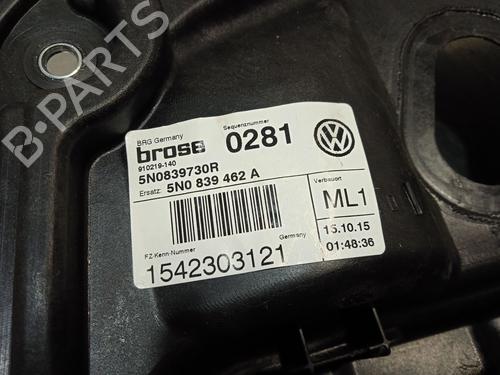 BRG Germany
brose
910219-140
Sequenznummer
0281
5N0839730R
Ersatz: 5N0 839 462 A
Verbauort
ML1
15.10.15
01:48:36
FZ-Kenn-Nummer
Germany
1542303121
B-PARTS